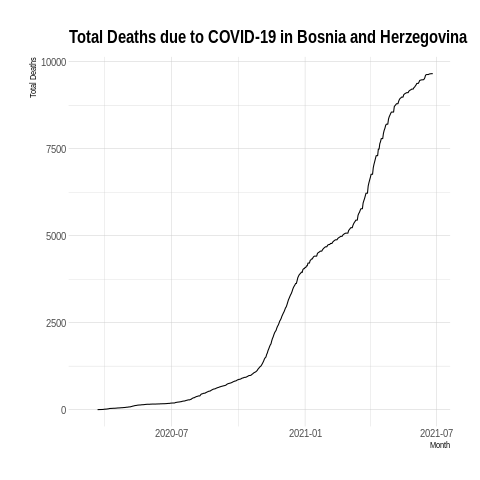 Total Deaths due to COVID-19 in Bosnia and Herzegovina
Total Deaths
10000
7500
5000
2500
0
2020-07 2021-01 2021-07
Month